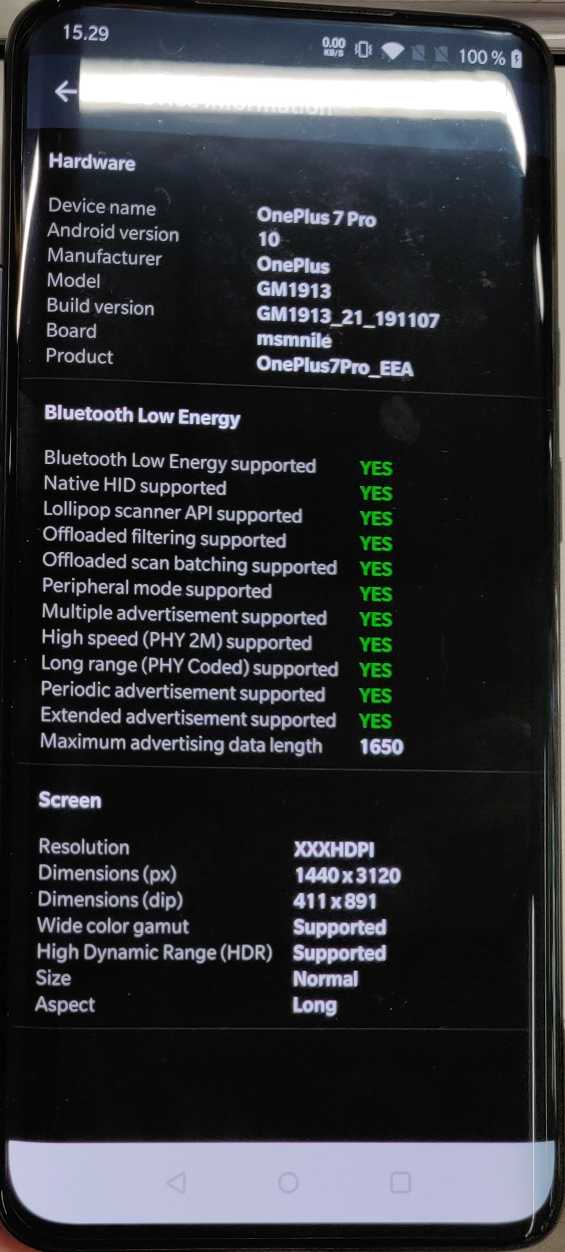 15.29
0.00
KB/S
100 %
Hardware
Device name OnePlus 7 Pro
Android version 10
Manufacturer OnePlus
Model GM1913
Build version GM1913_21_191107
Board msmnile
Product OnePlus7Pro_EEA
Bluetooth Low Energy
Bluetooth Low Energy supported YES
Native HID supported YES
Lollipop scanner API supported YES
Offloaded filtering supported YES
Offloaded scan batching supported YES
Peripheral mode supported YES
Multiple advertisement supported YES
High speed (PHY 2M) supported YES
Long range (PHY Coded) supported YES
Periodic advertisement supported YES
Extended advertisement supported YES
Maximum advertising data length 1650
Screen
Resolution XXXHDPI
Dimensions (px) 1440 x 3120
Dimensions (dip) 411 x 891
Wide color gamut Supported
High Dynamic Range (HDR) Supported
Size Normal
Aspect Long